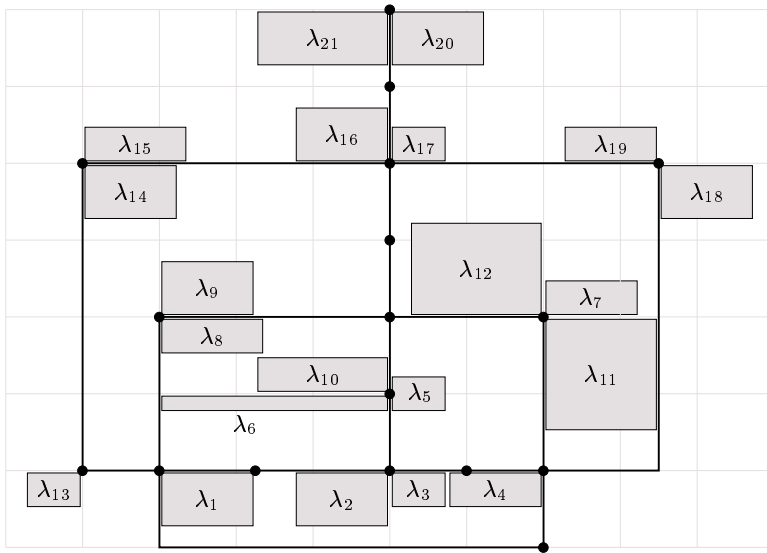 λ₂₁ λ₂₀
λ₁₆
λ₁₅ λ₁₇ λ₁₉
λ₁₄ λ₁₈
λ₁₂
λ₉ λ₇
λ₈
λ₁₀ λ₁₁
λ₅
λ₆
λ₁₃ λ₁ λ₂ λ₃ λ₄